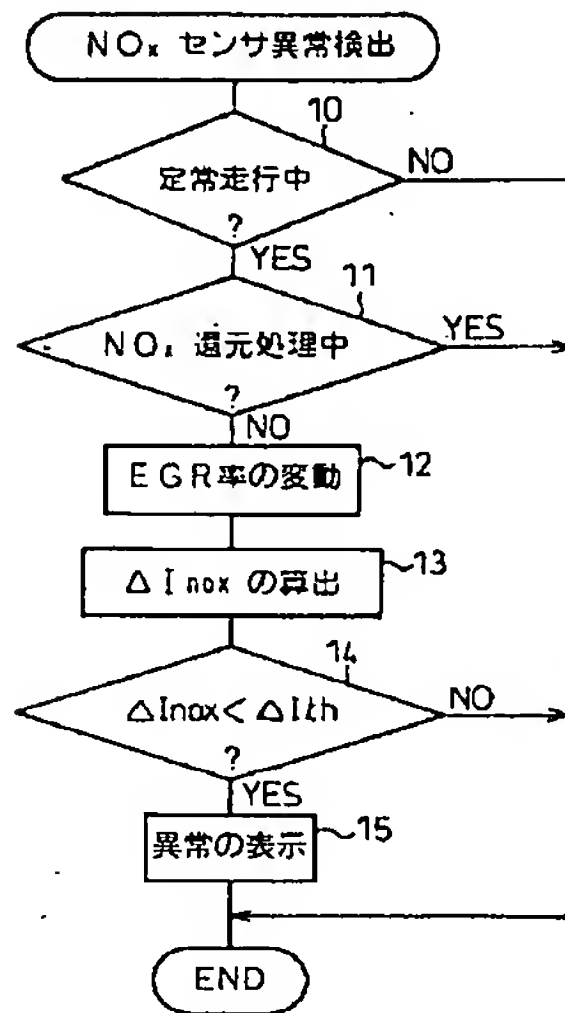 NOx センサ異常検出
10
定常走行中
NO
?
YES
11
NOx 還元処理中
YES
?
NO
EGR率の変動
12
ΔInox の算出
13
14
ΔInox<ΔIth
NO
?
YES
異常の表示
15
END